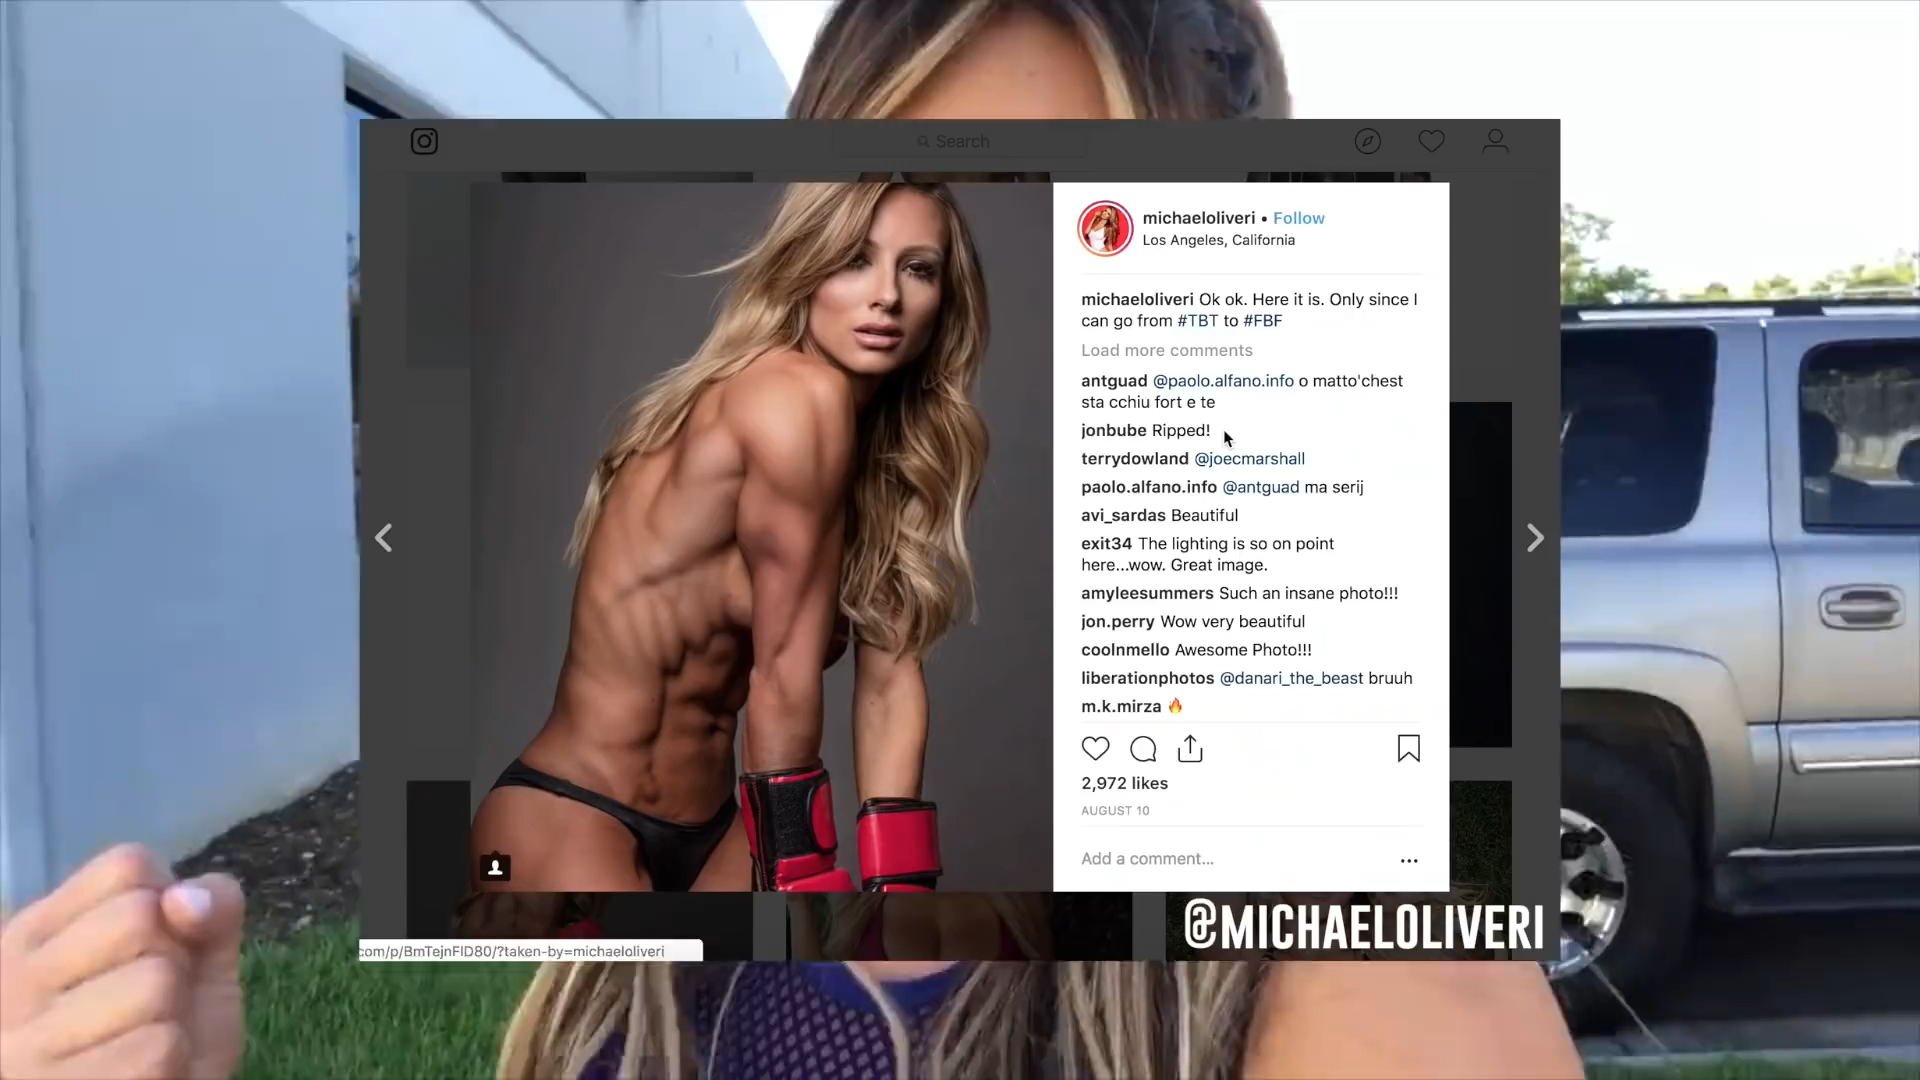 Search
michaeloliveri • Follow
Los Angeles, California
michaeloliveri Ok ok. Here it is. Only since I
can go from #TBT to #FBF
Load more comments
antguad @paolo.alfano.info o matto'chest
sta cchiu fort e te
jonbube Ripped!
terrydowland @joecmarshall
paolo.alfano.info @antguad ma serij
avi_sardas Beautiful
exit34 The lighting is so on point
here...wow. Great image.
amyleesummers Such an insane photo!!!
jon.perry Wow very beautiful
coolnmello Awesome Photo!!!
liberationphotos @danari_the_beast bruuh
m.k.mirza 🔥
2,972 likes
AUGUST 10
Add a comment...
@MICHAELOLIVERI
com/p/BmTejnFlD80/?taken-by=michaeloliveri